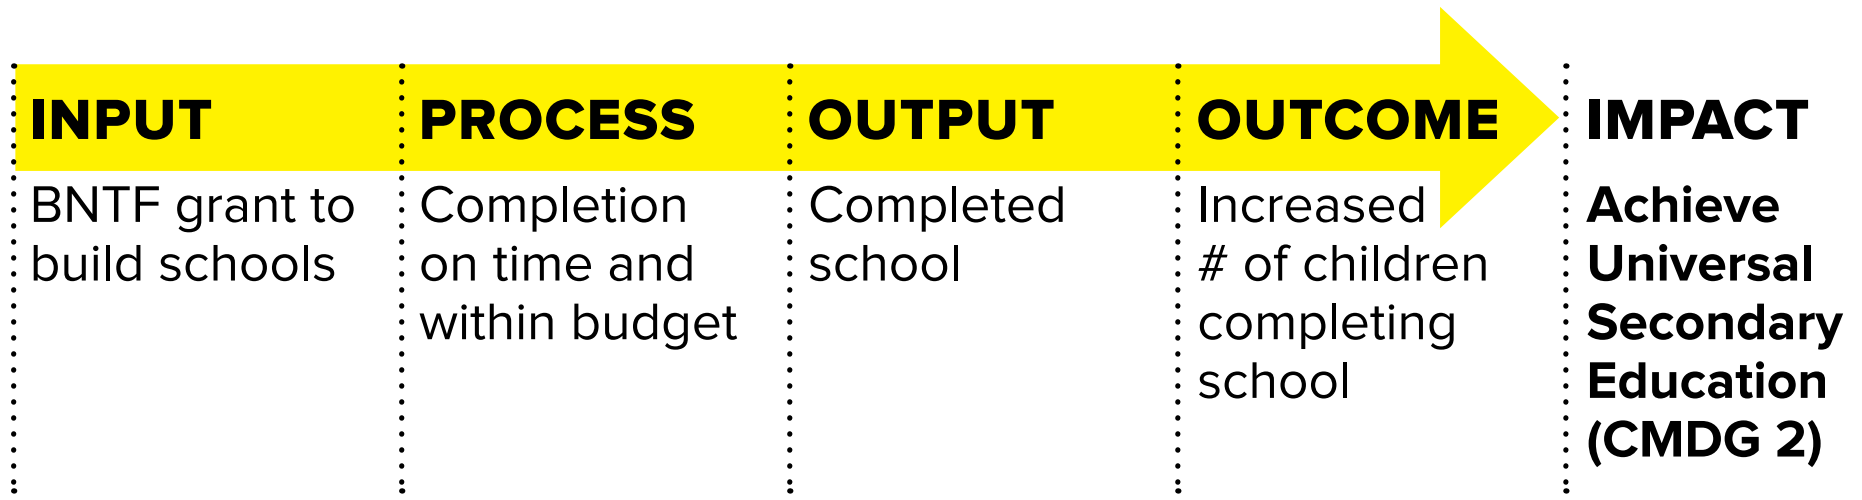 INPUT
BNTF grant to
build schools
PROCESS
Completion
on time and
within budget
OUTPUT
Completed
school
OUTCOME
Increased
# of children
completing
school
IMPACT
Achieve
Universal
Secondary
Education
(CMDG 2)